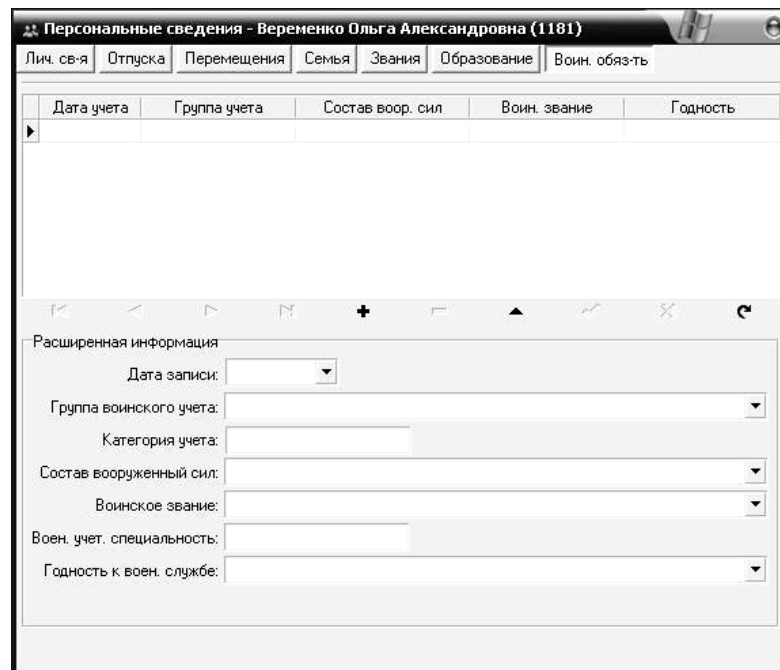 Персональные сведения - Веременко Ольга Александровна (1181)
Лич. св-я Отпуска Перемещения Семья Звания Образование Воин. обяз-ть
Дата учета Группа учета Состав воор. сил Воин. звание Годность
Расширенная информация
Дата записи:
Группа воинского учета:
Категория учета:
Состав вооруженный сил:
Воинское звание:
Воен. учет. специальность:
Годность к воен. службе: